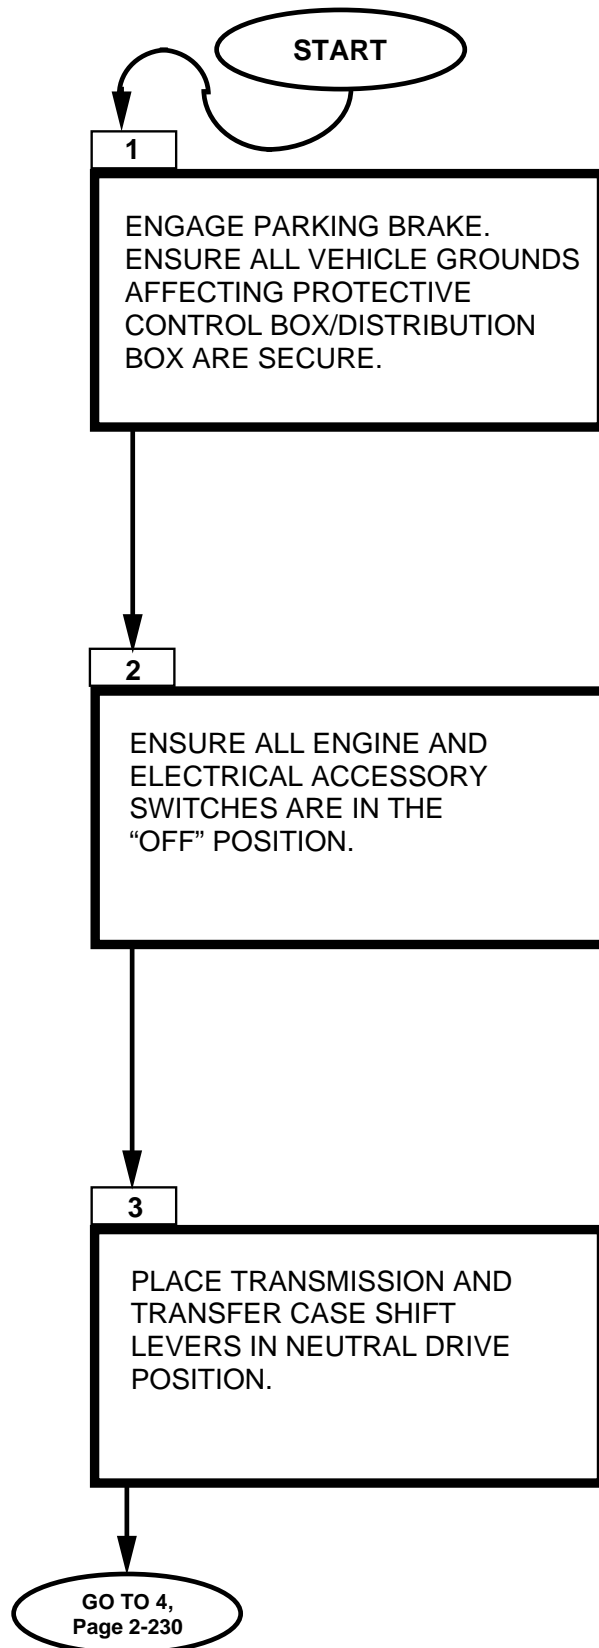 START
1
ENGAGE PARKING BRAKE.
ENSURE ALL VEHICLE GROUNDS
AFFECTING PROTECTIVE
CONTROL BOX/DISTRIBUTION
BOX ARE SECURE.
2
ENSURE ALL ENGINE AND
ELECTRICAL ACCESSORY
SWITCHES ARE IN THE
“OFF” POSITION.
3
PLACE TRANSMISSION AND
TRANSFER CASE SHIFT
LEVERS IN NEUTRAL DRIVE
POSITION.
GO TO 4,
Page 2-230